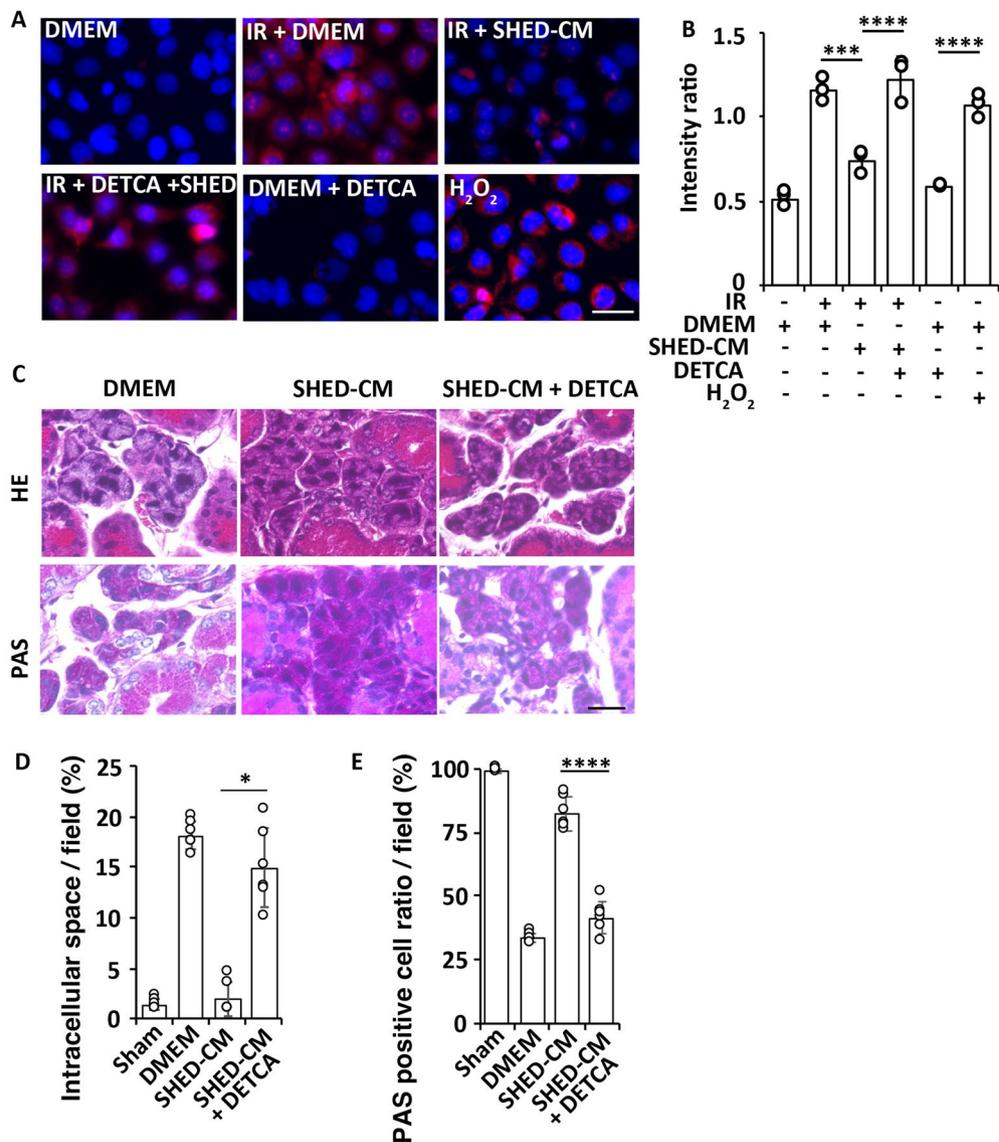 A
DMEM
IR + DMEM
IR + SHED-CM
IR + DETCA +SHED
DMEM + DETCA
H₂O₂
B
Intensity ratio
1.5
1.0
0.5
0
***
****
****
IR - + + + - -
DMEM + + - - + +
SHED-CM - - + + - -
DETCA - - - + + -
H₂O₂ - - - - - +
C
DMEM
SHED-CM
SHED-CM + DETCA
HE
PAS
D
Intracellular space / field (%)
25
20
15
10
5
0
*
Sham
DMEM
SHED-CM
SHED-CM
+ DETCA
E
PAS positive cell ratio / field (%)
100
75
50
25
0
****
Sham
DMEM
SHED-CM
SHED-CM
+ DETCA